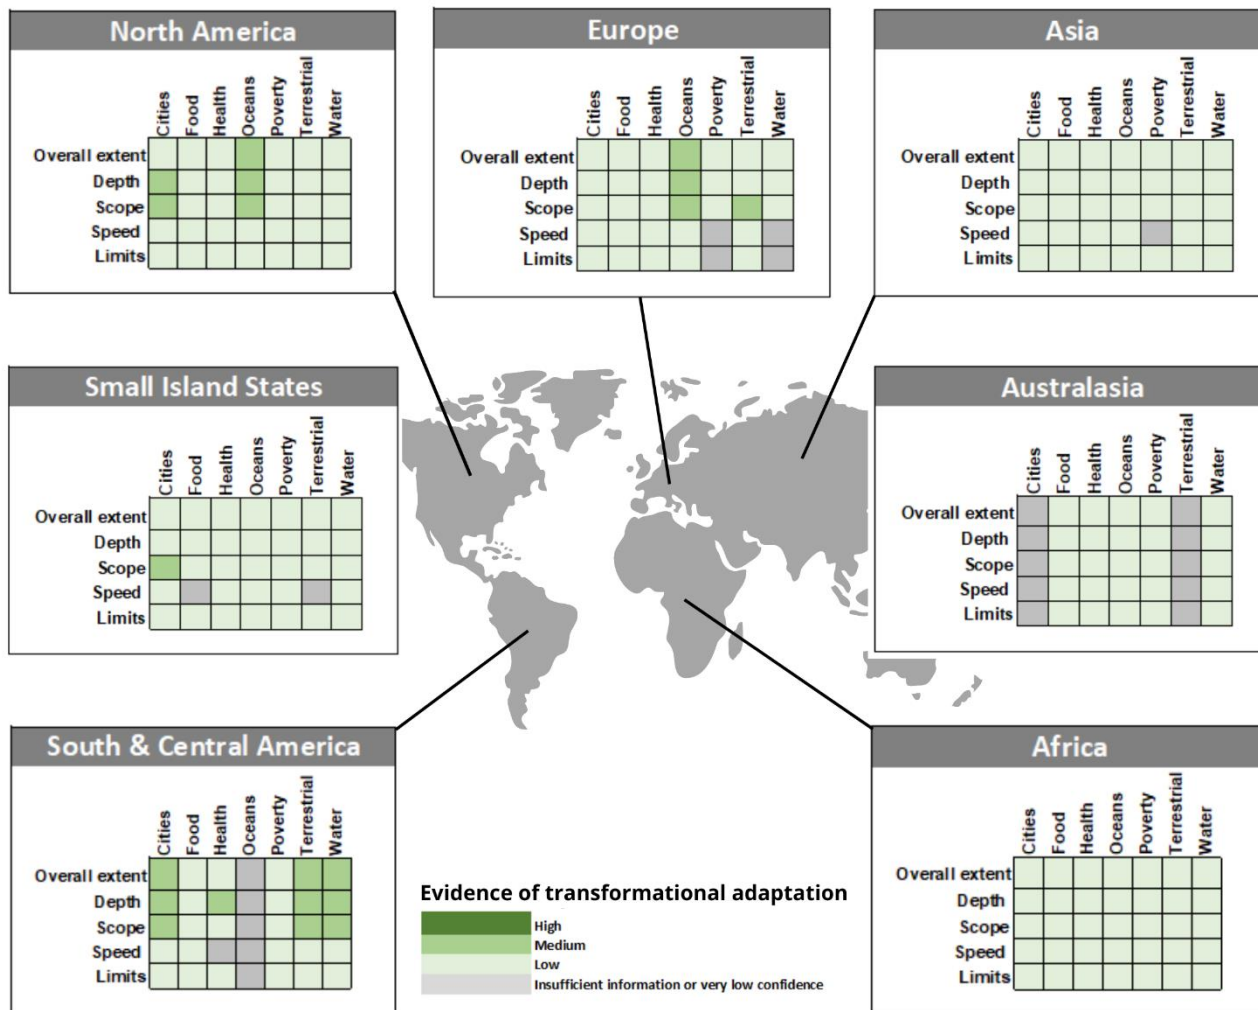 North America
Cities Food Health Oceans Poverty Terrestrial Water
Overall extent
Depth
Scope
Speed
Limits
Europe
Cities Food Health Oceans Poverty Terrestrial Water
Overall extent
Depth
Scope
Speed
Limits
Asia
Cities Food Health Oceans Poverty Terrestrial Water
Overall extent
Depth
Scope
Speed
Limits
Small Island States
Cities Food Health Oceans Poverty Terrestrial Water
Overall extent
Depth
Scope
Speed
Limits
Australasia
Cities Food Health Oceans Poverty Terrestrial Water
Overall extent
Depth
Scope
Speed
Limits
South & Central America
Cities Food Health Oceans Poverty Terrestrial Water
Overall extent
Depth
Scope
Speed
Limits
Evidence of transformational adaptation
High
Medium
Low
Insufficient information or very low confidence
Africa
Cities Food Health Oceans Poverty Terrestrial Water
Overall extent
Depth
Scope
Speed
Limits